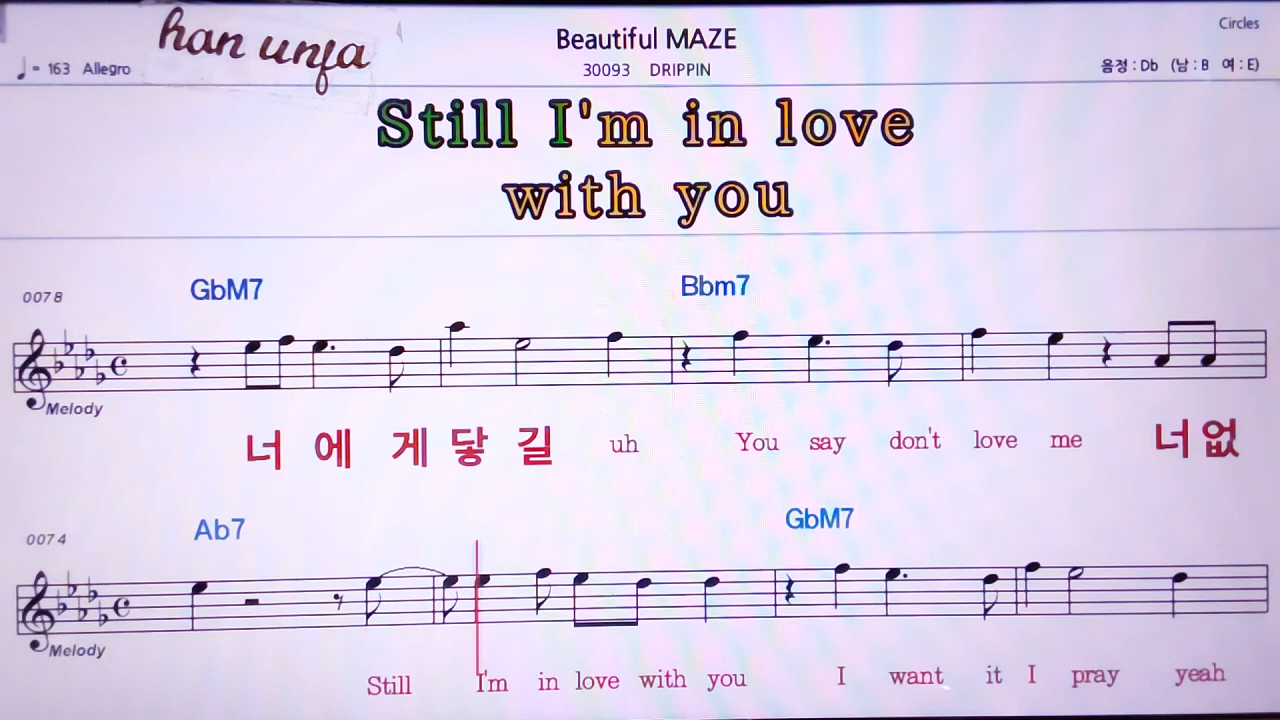 han unfa
Beautiful MAZE
Circles
♩= 163 Allegro
30093 DRIPPIN
음정 : Db (남 : B 여 : E)
Still I'm in love
with you
0078
GbM7
Bbm7
Melody
너 에 게 닿 길 uh You say don't love me 너 없
0074
Ab7
GbM7
Melody
Still I'm in love with you I want it I pray yeah